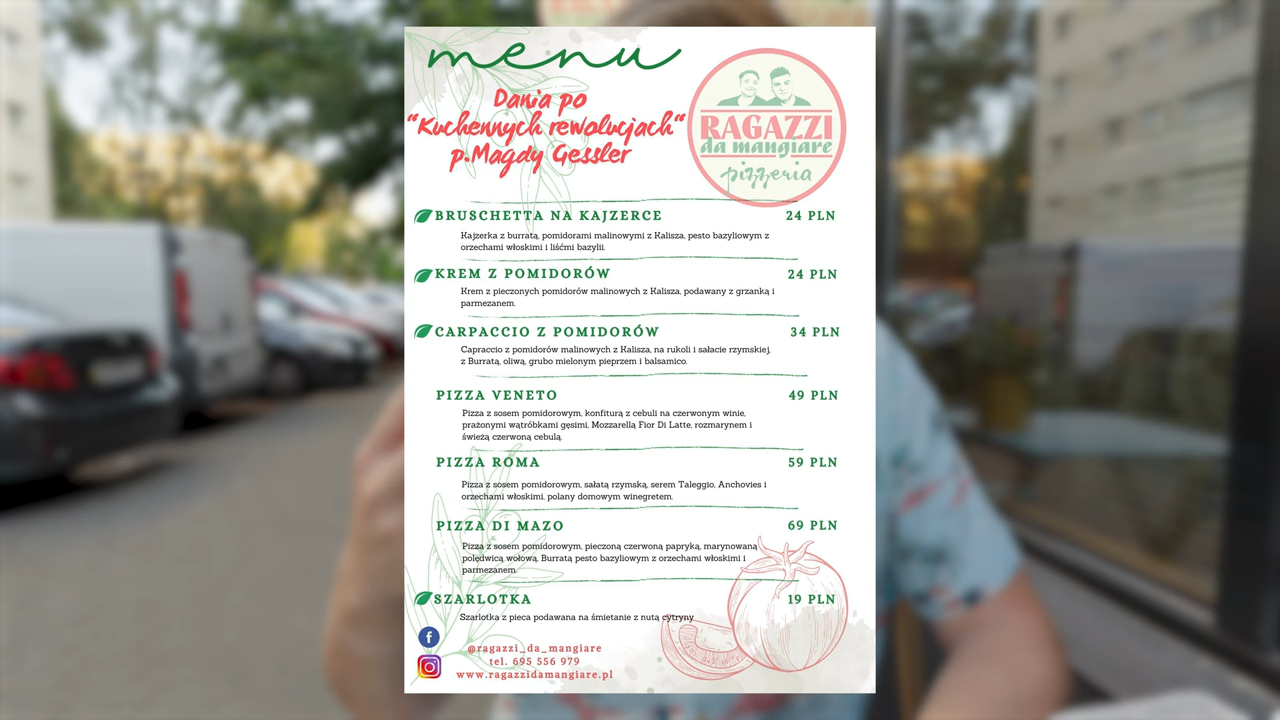 menu
Dania po
"Kuchennych rewolucjach"
p.Magdy Gessler
RAGAZZI
da mangiare
pizzeria
BRUSCHETTA NA KAJZERCE 24 PLN
Kajzerka z burratą, pomidorami malinowymi z Kalisza, pesto bazyliowym z
orzechami włoskimi i liśćmi bazylii.
KREM Z POMIDORÓW 24 PLN
Krem z pieczonych pomidorów malinowych z Kalisza, podawany z grzanką i
parmezanem.
CARPACCIO Z POMIDORÓW 34 PLN
Capraccio z pomidorów malinowych z Kalisza, na rukoli i sałacie rzymskiej,
z Burratą, oliwą, grubo mielonym pieprzem i balsamico.
PIZZA VENETO 49 PLN
Pizza z sosem pomidorowym, konfiturą z cebuli na czerwonym winie,
prażonymi wątróbkami gęsimi, Mozzarellą Fior Di Latte, rozmarynem i
świeżą czerwoną cebulą.
PIZZA ROMA 59 PLN
Pizza z sosem pomidorowym, sałatą rzymską, serem Taleggio, Anchovies i
orzechami włoskimi, polany domowym winegretem.
PIZZA DI MAZO 69 PLN
Pizza z sosem pomidorowym, pieczoną czerwoną papryką, marynowaną
polędwicą wołową, Burratą pesto bazyliowym z orzechami włoskimi i
parmezanem.
SZARLOTKA 19 PLN
Szarlotka z pieca podawana na śmietanie z nutą cytryny
@ragazzi_da_mangiare
tel. 695 556 979
www.ragazzidamangiare.pl